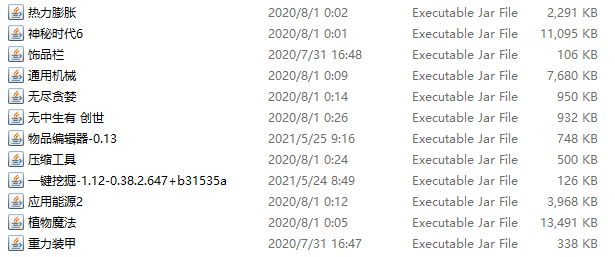 热力膨胀 2020/8/1 0:02 Executable Jar File 2,291 KB
神秘时代6 2020/8/1 0:01 Executable Jar File 11,095 KB
饰品栏 2020/7/31 16:48 Executable Jar File 106 KB
通用机械 2020/8/1 0:09 Executable Jar File 7,680 KB
无尽贪婪 2020/8/1 0:14 Executable Jar File 950 KB
无中生有 创世 2020/8/1 0:26 Executable Jar File 932 KB
物品编辑器-0.13 2021/5/25 9:16 Executable Jar File 748 KB
压缩工具 2020/8/1 0:24 Executable Jar File 500 KB
一键挖掘-1.12-0.38.2.647+b31535a 2021/5/24 8:49 Executable Jar File 126 KB
应用能源2 2020/8/1 0:12 Executable Jar File 3,968 KB
植物魔法 2020/8/1 0:05 Executable Jar File 13,491 KB
重力装甲 2020/7/31 16:47 Executable Jar File 338 KB